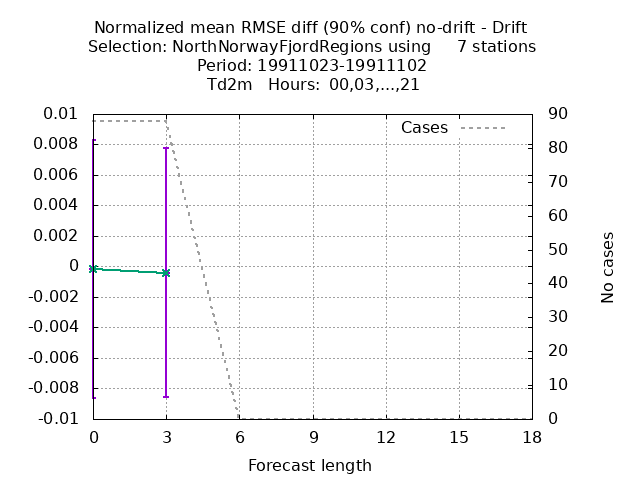 Normalized mean RMSE diff (90% conf) no-drift - Drift
Selection: NorthNorwayFjordRegions using     7 stations
Period: 19911023-19911102
Td2m   Hours:  00,03,...,21
Cases
0.01
0.008
0.006
0.004
0.002
0
-0.002
-0.004
-0.006
-0.008
-0.01
90
80
70
60
50
40
30
20
10
0
No cases
0 3 6 9 12 15 18
Forecast length